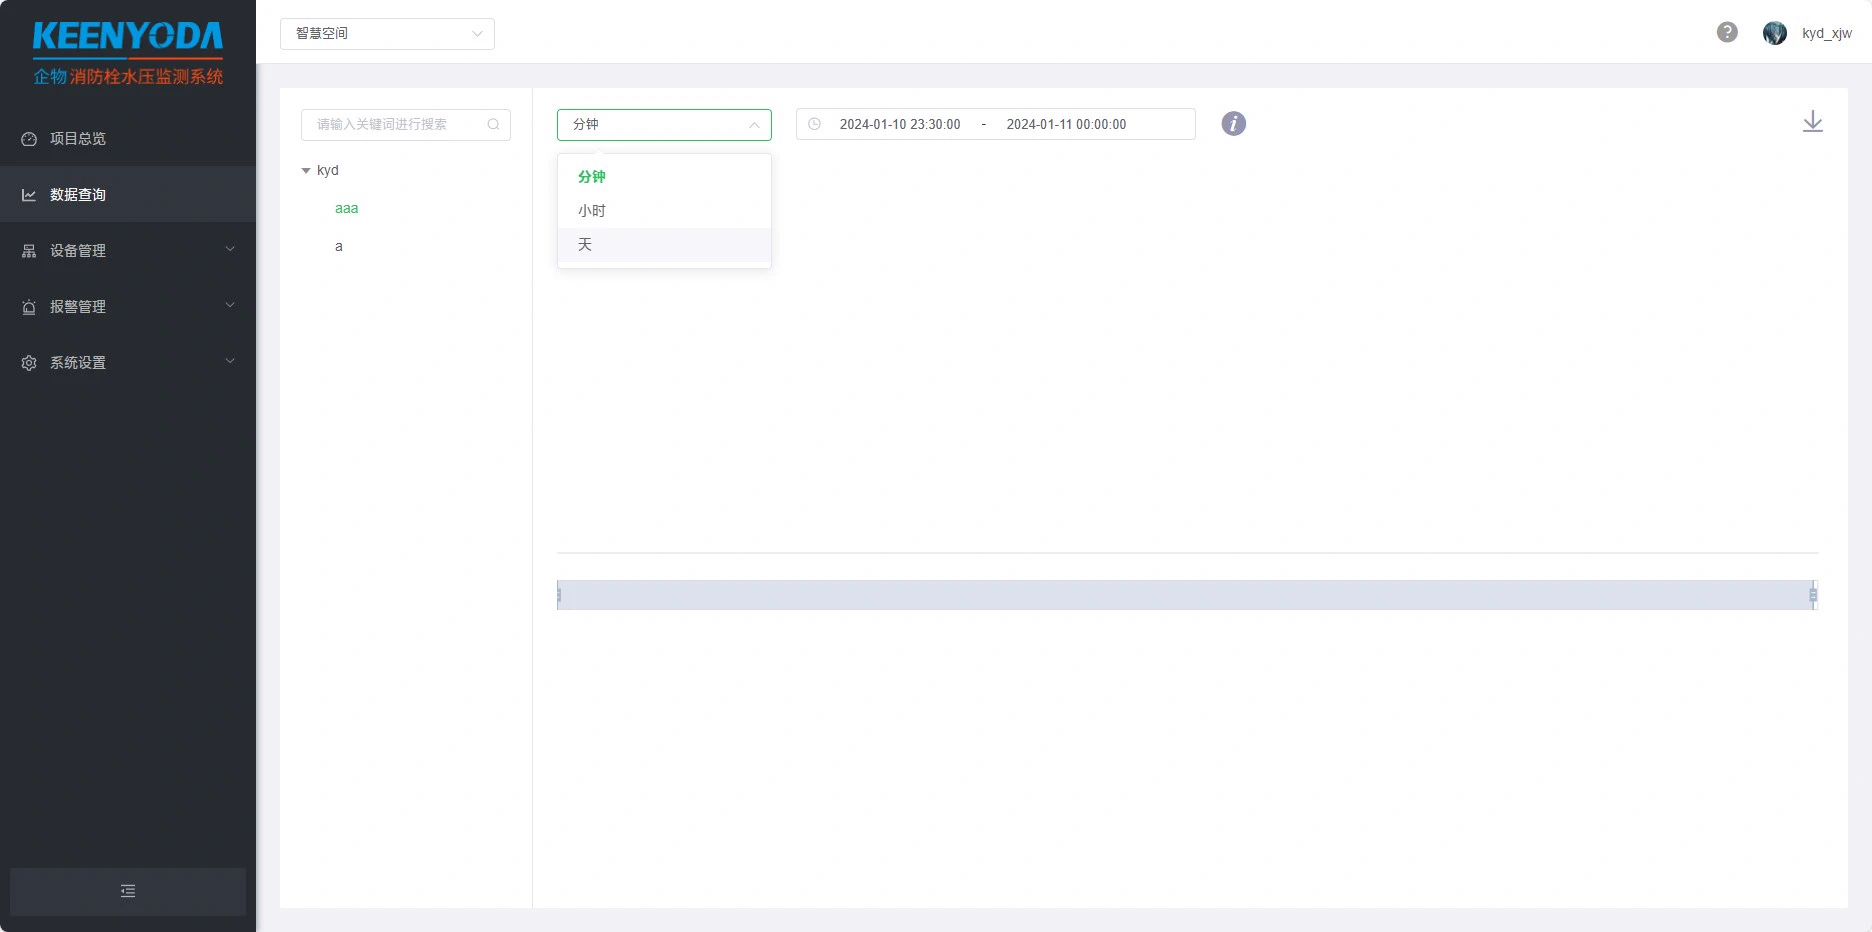 KEENYODA
企物 消防栓水压监测系统
智慧空间
kyd_xjw
项目总览
数据查询
设备管理
报警管理
系统设置
请输入关键词进行搜索
kyd
aaa
a
分钟
2024-01-10 23:30:00 - 2024-01-11 00:00:00
分钟
小时
天